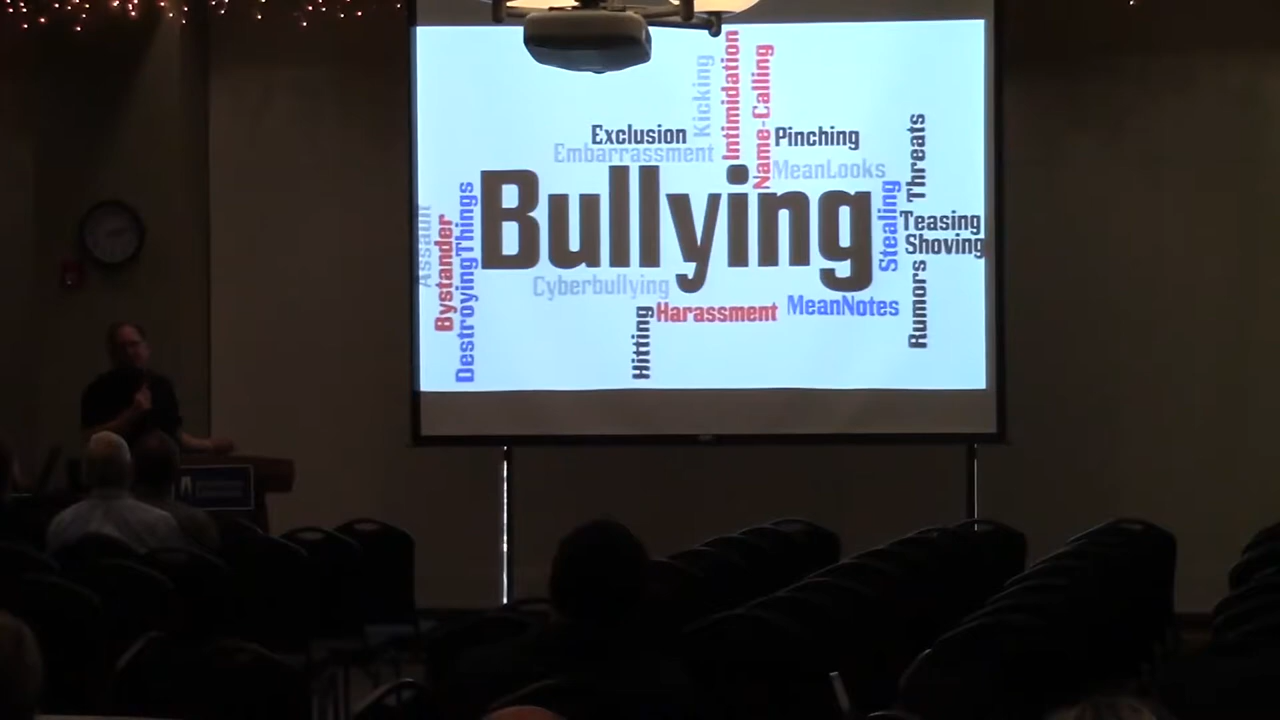 Kicking
Intimidation
Name-Calling
Exclusion
Pinching
Embarrassment
MeanLooks
Threats
Bullying
Assault
Bystander
DestroyingThings
Stealing
Teasing
Shoving
Cyberbullying
Harassment
MeanNotes
Rumors
Hitting